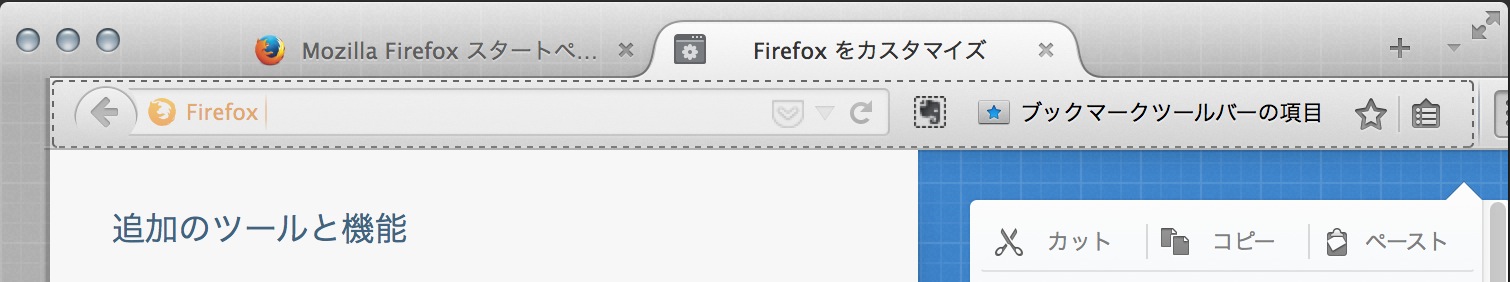 Mozilla Firefox スタートペ...
Firefox をカスタマイズ
Firefox
ブックマークツールバーの項目
追加のツールと機能
カット
コピー
ペースト